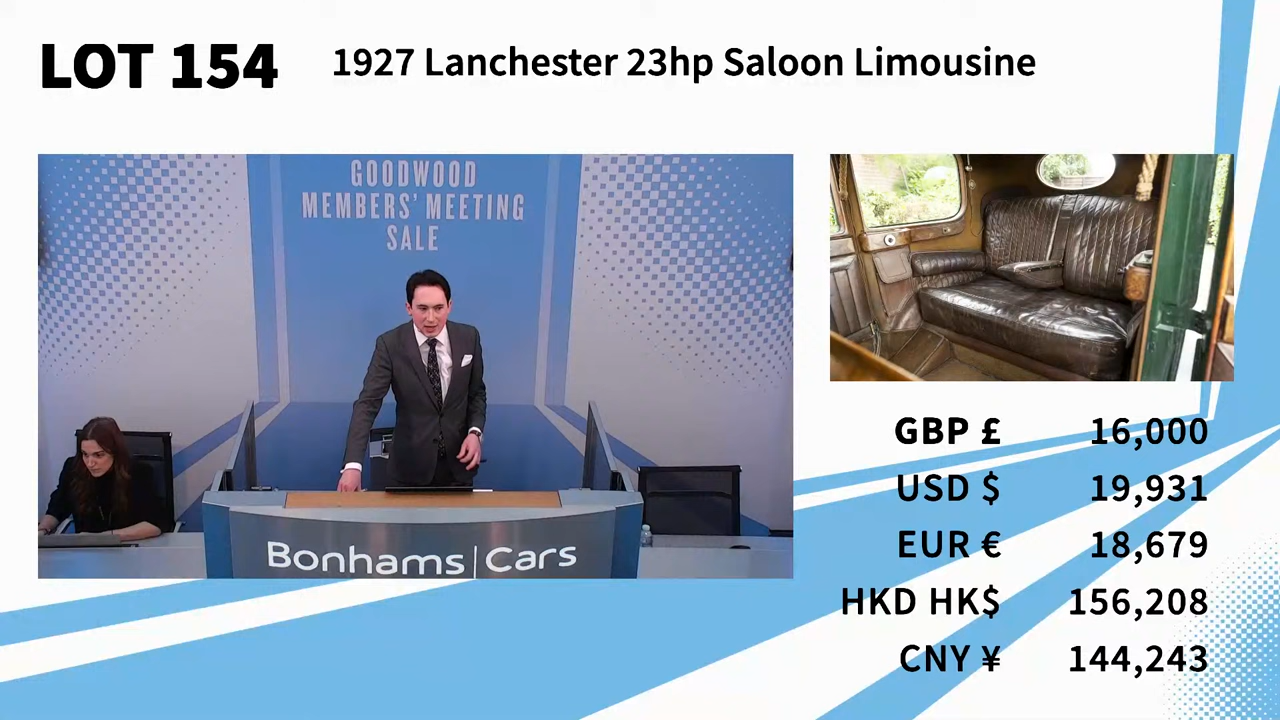 LOT 154
1927 Lanchester 23hp Saloon Limousine
GOODWOOD
MEMBERS' MEETING
SALE
Bonhams|Cars
GBP £ 16,000
USD $ 19,931
EUR € 18,679
HKD HK$ 156,208
CNY ¥ 144,243